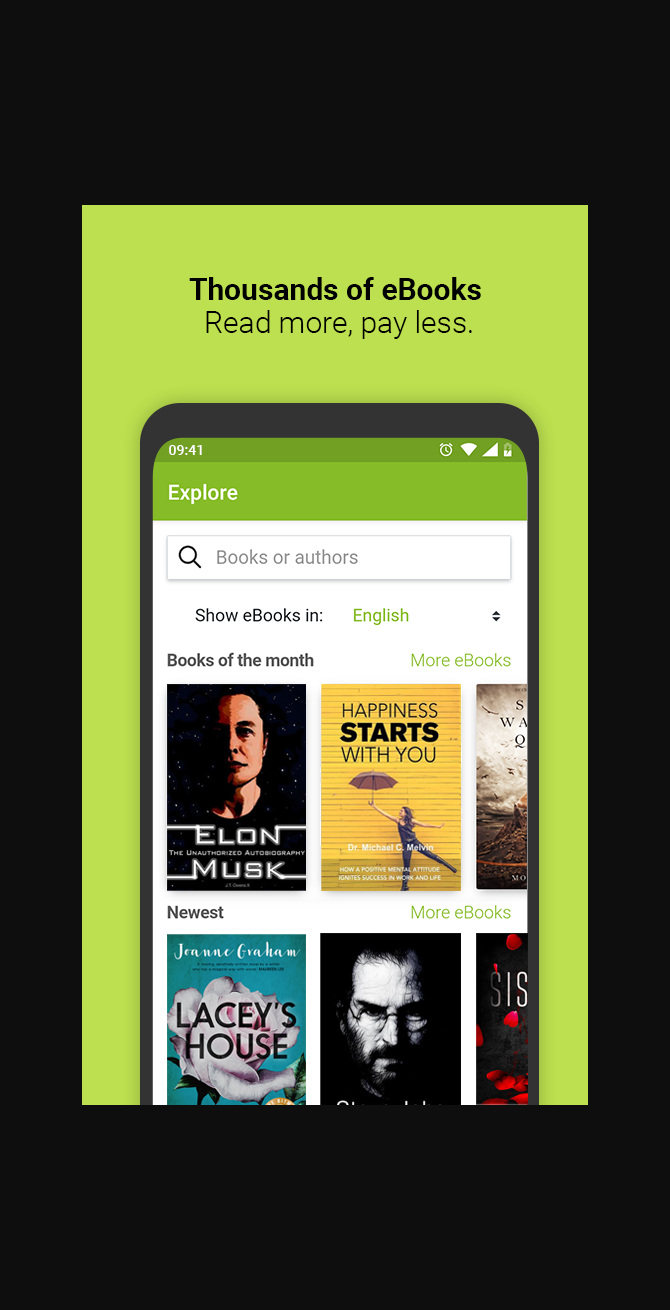 Thousands of eBooks
Read more, pay less.
09:41
Explore
Books or authors
Show eBooks in: English
Books of the month More eBooks
ELON
THE UNAUTHORIZED AUTOBIOGRAPHY
MUSK
HAPPINESS
STARTS
WITH YOU
Dr. Michael C. Melvin
HOW A POSITIVE MENTAL ATTITUDE
IGNITES SUCCESS IN WORK AND LIFE
S
WA
Q
MO
Newest More eBooks
Joanne Graham
LACEY'S
HOUSE
SIS